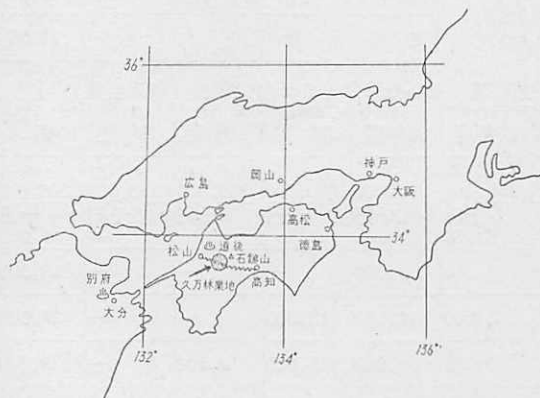 36°
神戸
岡山
大阪
広島
高松
34°
徳島
松山
道後
石鎚山
別府
久万林業地
高知
大分
132°
134°
136°